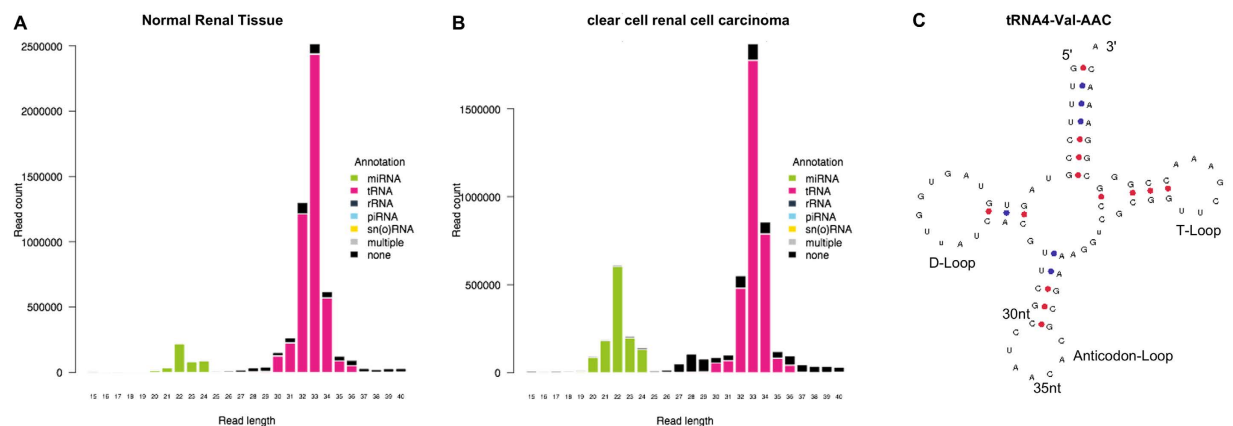 A
Normal Renal Tissue
2500000
2000000
1500000
1000000
500000
0
Read count
15 16 17 18 19 20 21 22 23 24 25 26 27 28 29 30 31 32 33 34 35 36 37 38 39 40
Read length
Annotation
miRNA
tRNA
rRNA
piRNA
sn(o)RNA
multiple
none
B
clear cell renal cell carcinoma
1500000
1000000
500000
0
Read count
15 16 17 18 19 20 21 22 23 24 25 26 27 28 29 30 31 32 33 34 35 36 37 38 39 40
Read length
Annotation
miRNA
tRNA
rRNA
piRNA
sn(o)RNA
multiple
none
C
tRNA4-Val-AAC
5'
A 3'
G C
U A
U A
U A
C G
C G
G C
D-Loop
T-Loop
30nt
Anticodon-Loop
35nt